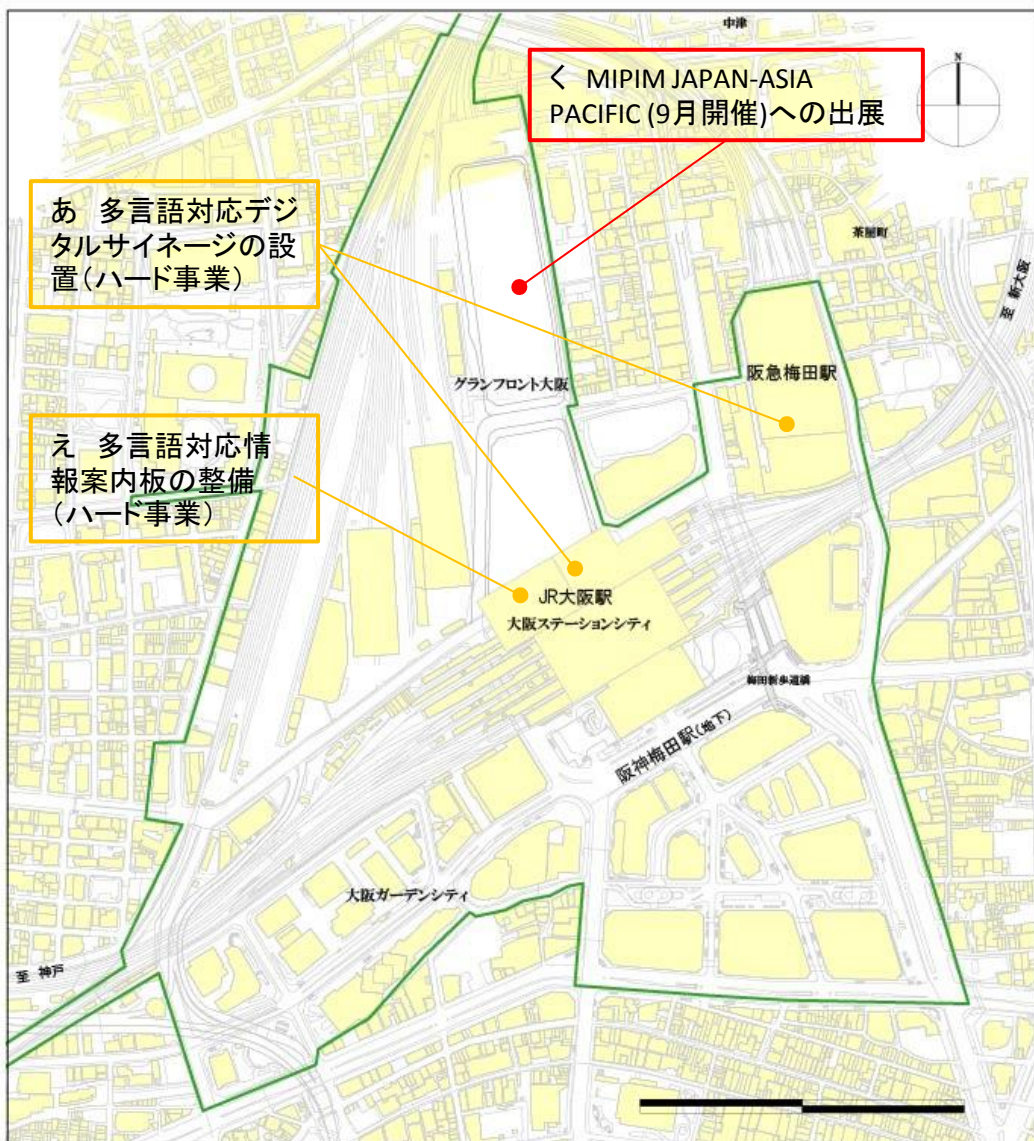 中津
N
く MIPIM JAPAN-ASIA
PACIFIC (9月開催)への出展
あ 多言語対応デジ
タルサイネージの設
置(ハード事業)
茶屋町
至 新大阪
阪急梅田駅
グランフロント大阪
え 多言語対応情
報案内板の整備
(ハード事業)
JR大阪駅
大阪ステーションシティ
梅田新歩道橋
阪神梅田駅(地下)
大阪ガーデンシティ
至 神戸